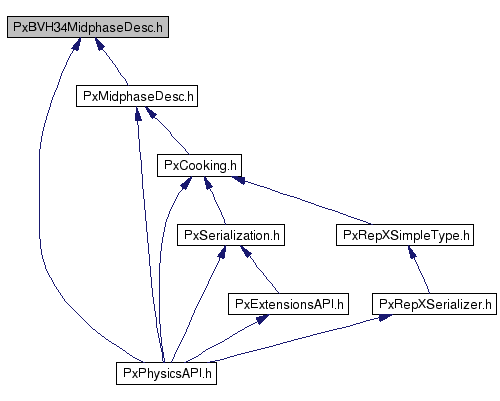 PxBVH34MidphaseDesc.h
PxMidphaseDesc.h
PxCooking.h
PxSerialization.h
PxRepXSimpleType.h
PxExtensionsAPI.h
PxRepXSerializer.h
PxPhysicsAPI.h